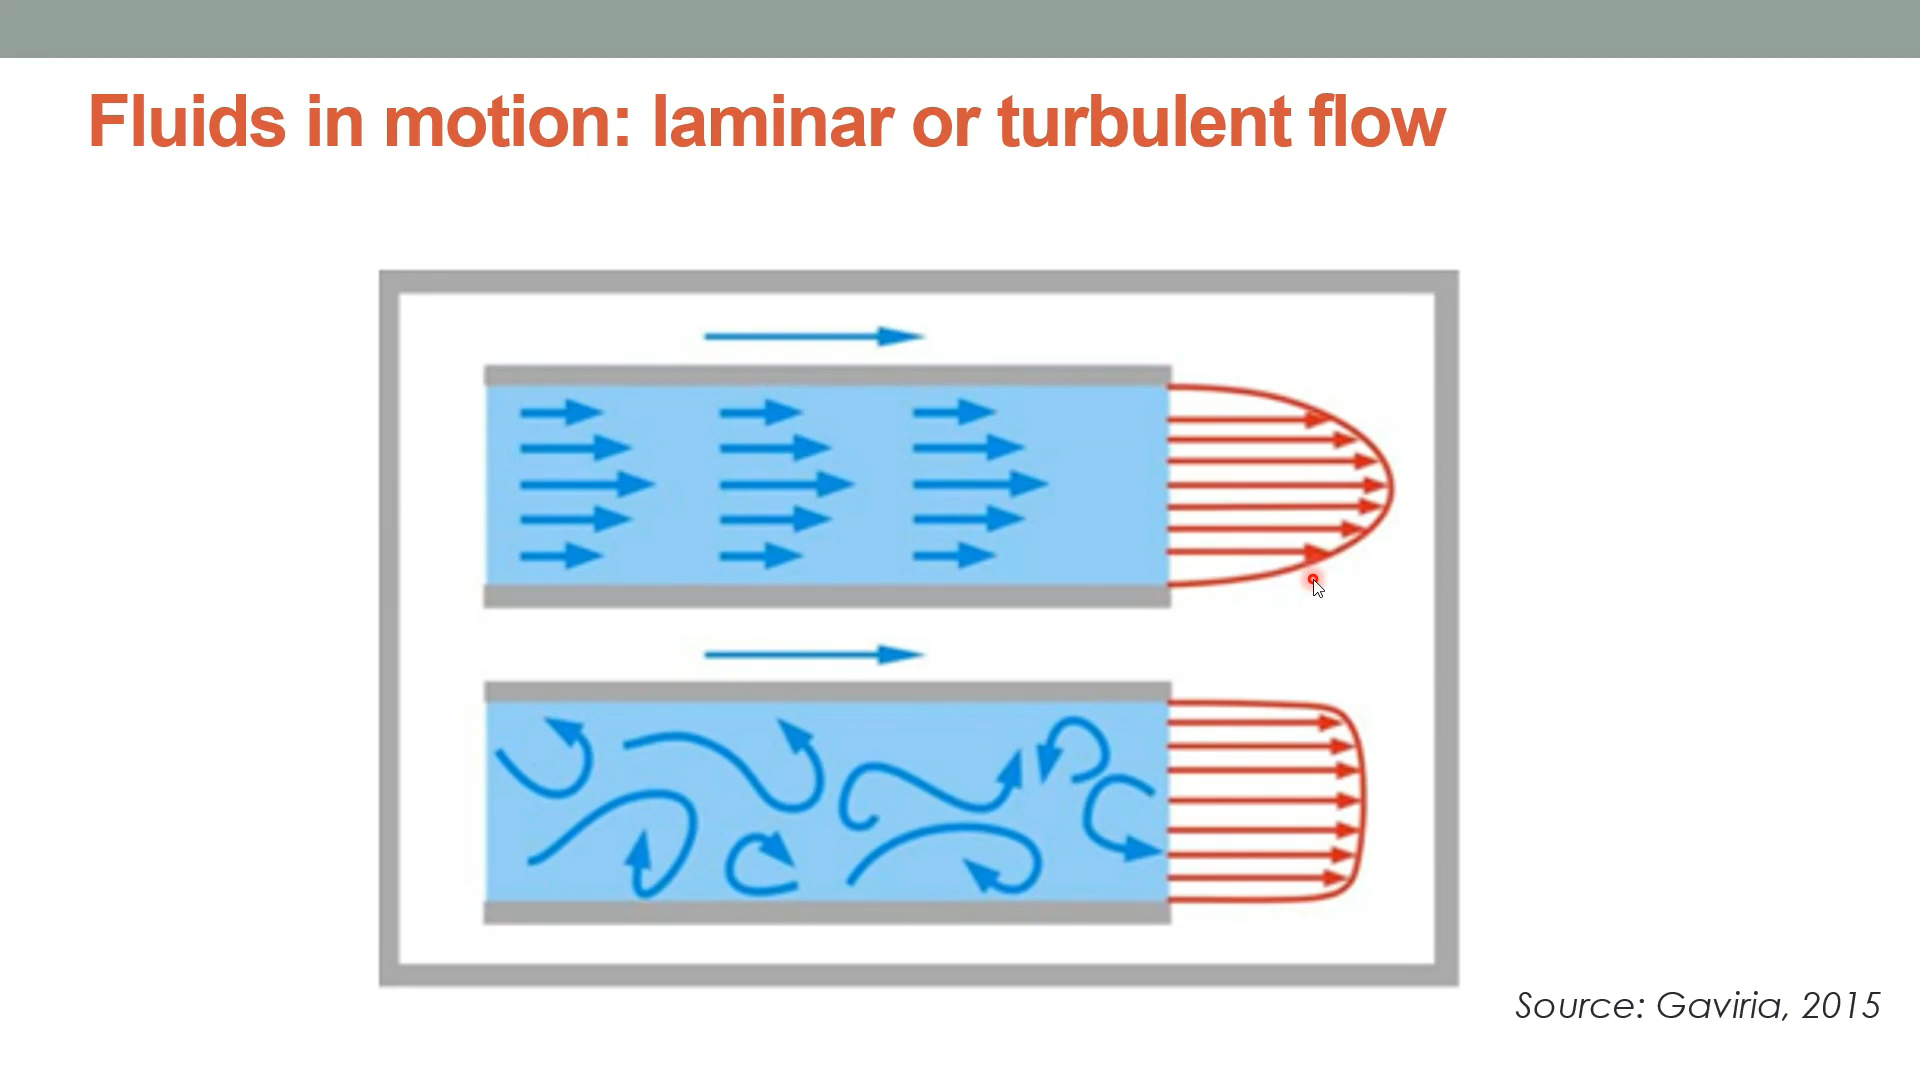 Fluids in motion: laminar or turbulent flow
Source: Gaviria, 2015